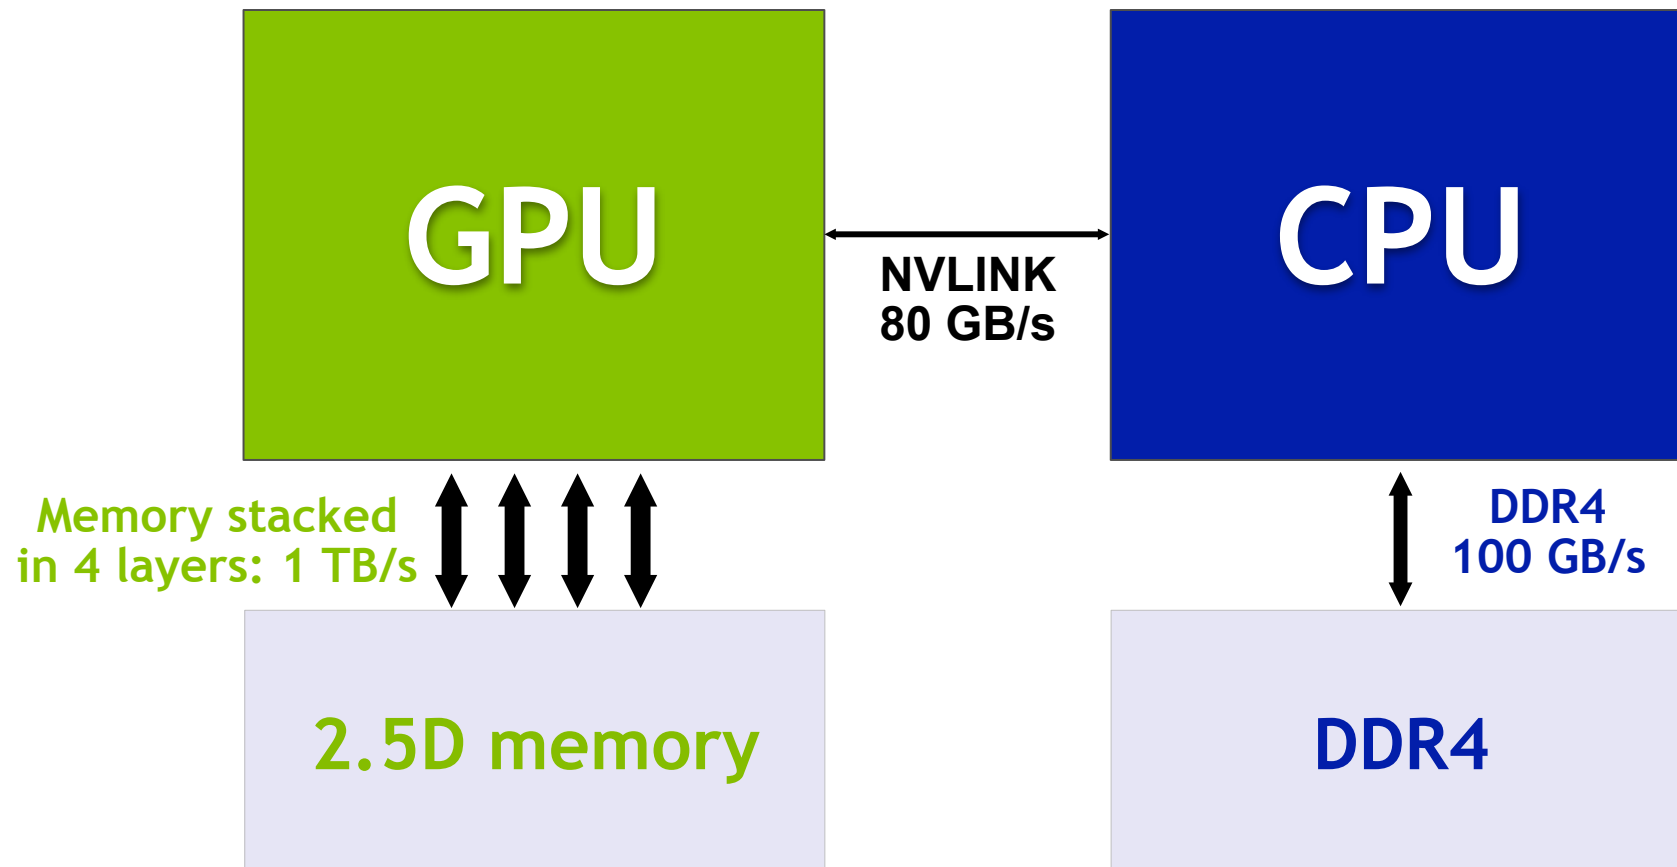 GPU
CPU
NVLINK
80 GB/s
Memory stacked
in 4 layers: 1 TB/s
DDR4
100 GB/s
2.5D memory
DDR4